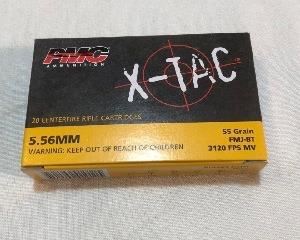 PMC
AMMUNITION
X-TAC
20 CENTERFIRE RIFLE CARTRIDGES
5.56MM
WARNING: KEEP OUT OF REACH OF CHILDREN
55 Grain
FMJ-BT
3120 FPS MV